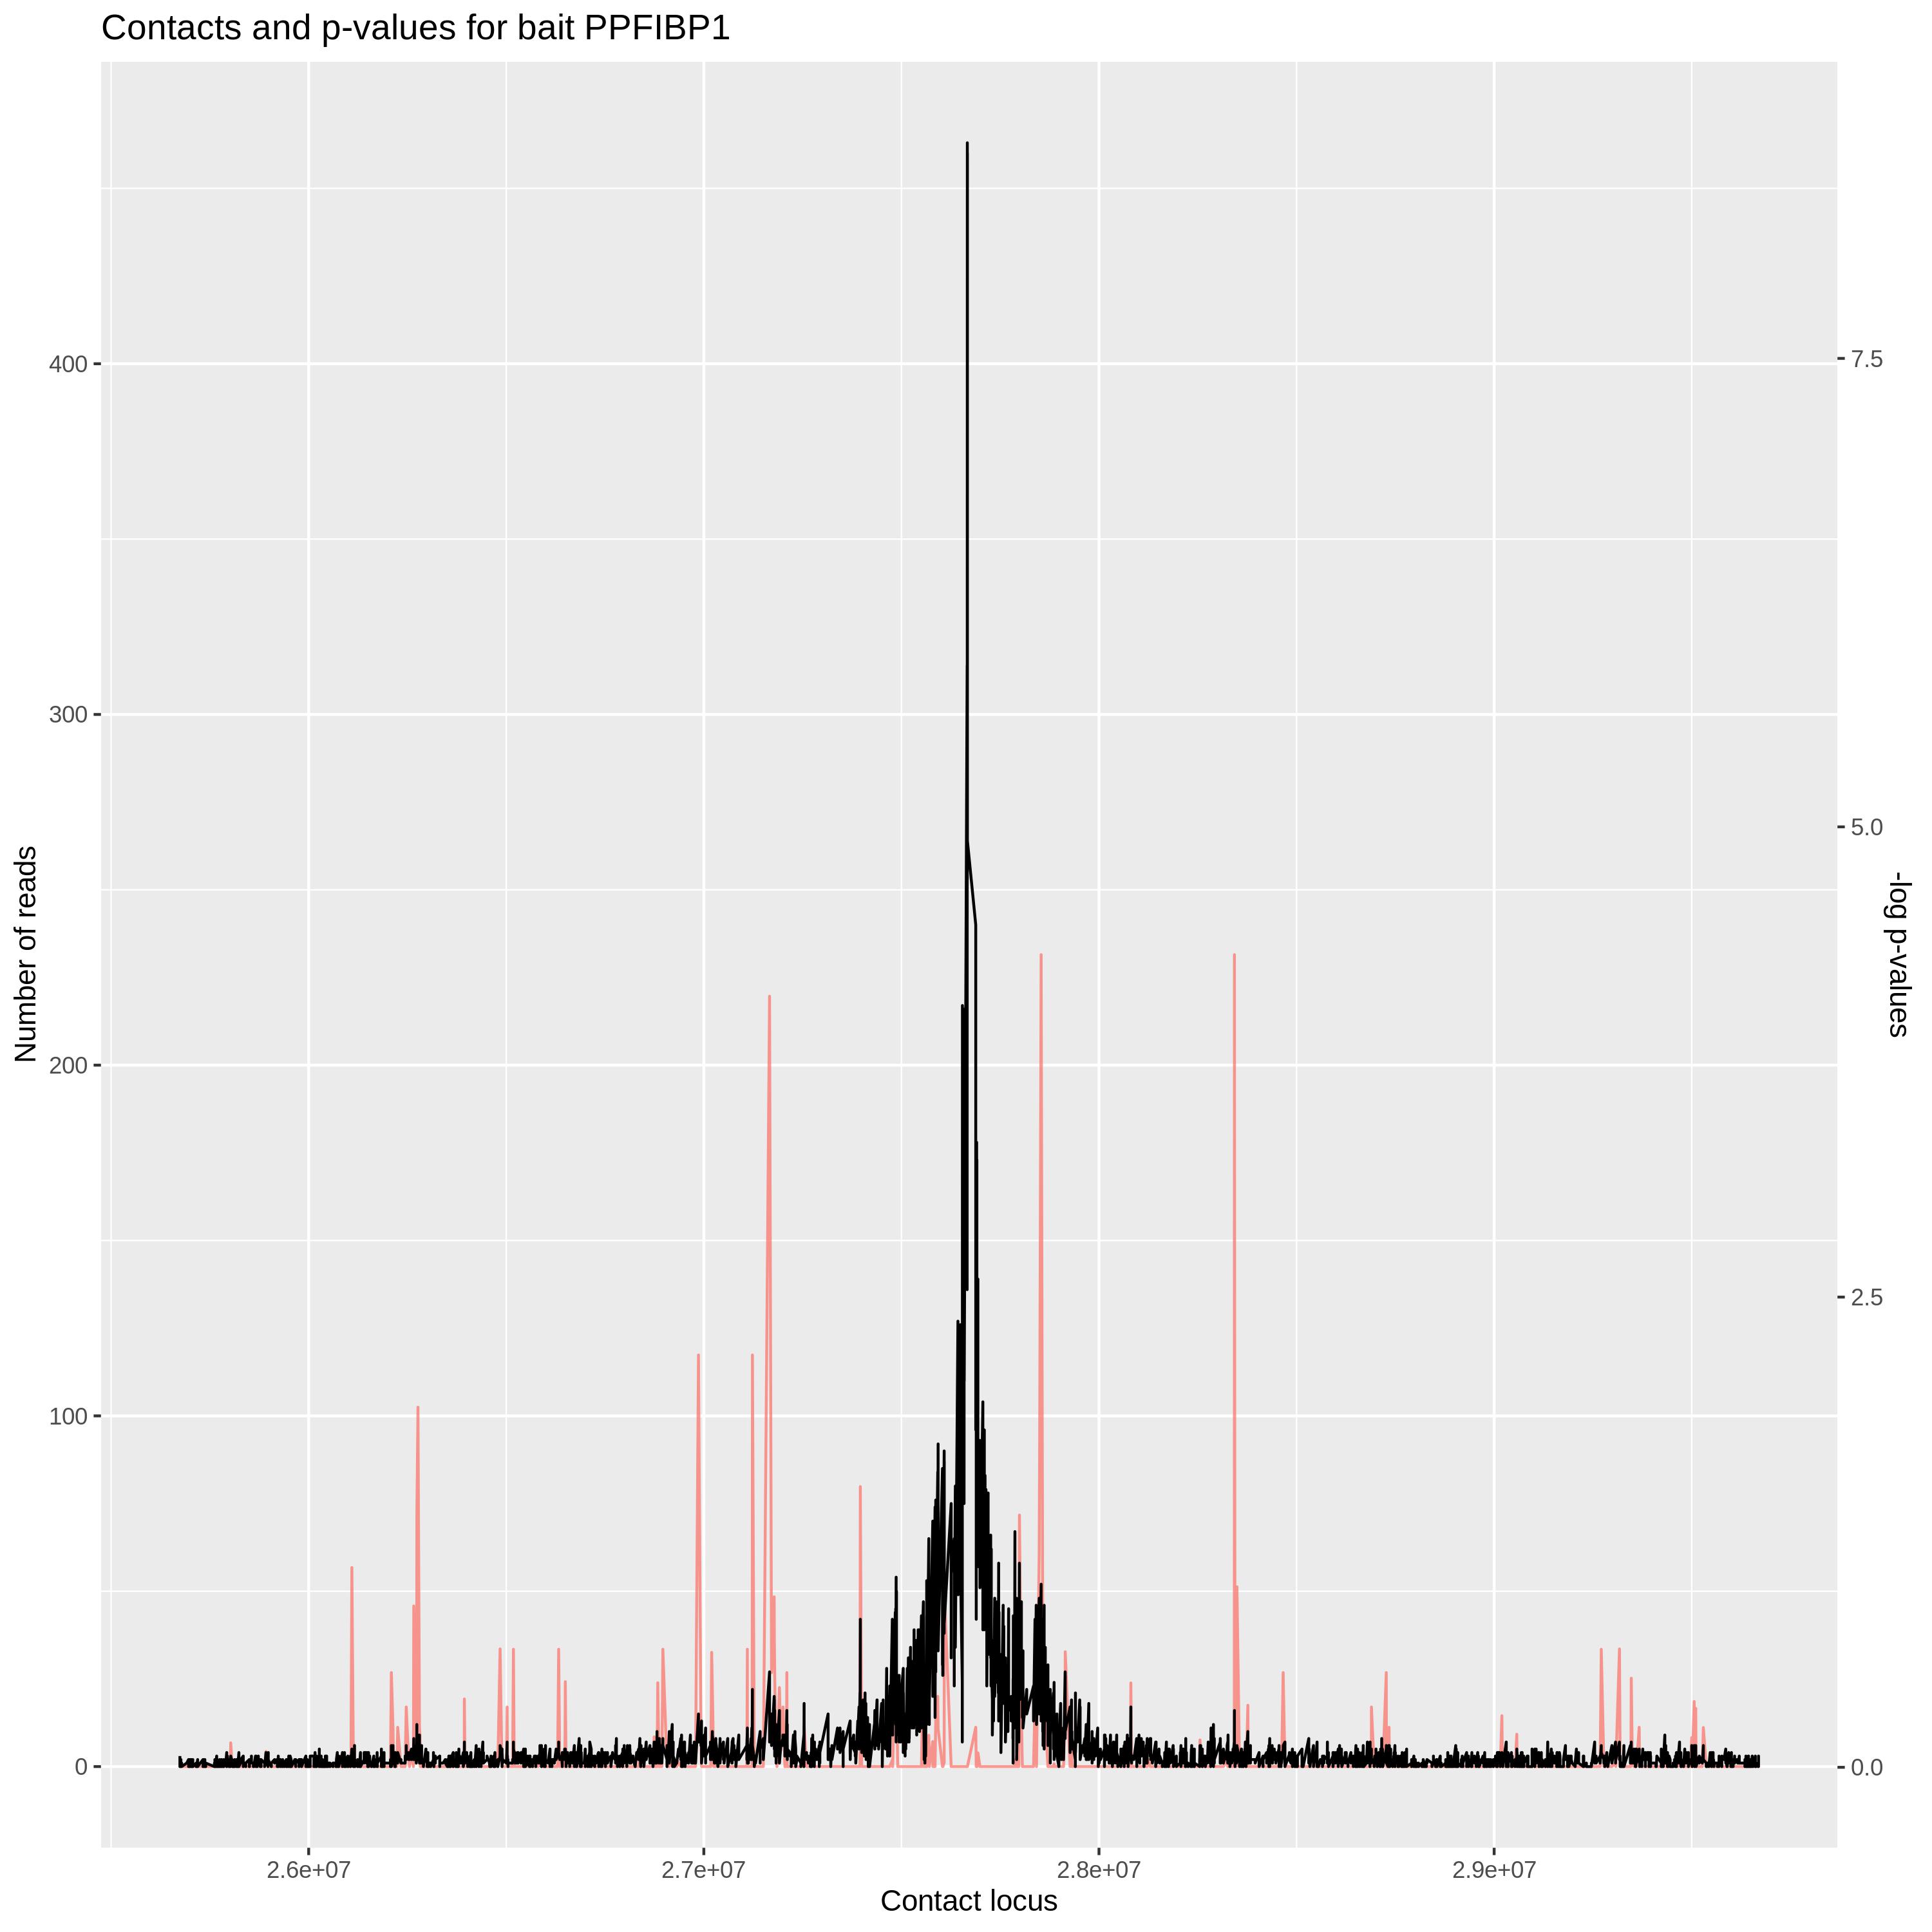 Contacts and p-values for bait PPFIBP1
Number of reads
400
300
200
100
0
7.5
5.0
2.5
0.0
-log p-values
2.6e+07
2.7e+07
2.8e+07
2.9e+07
Contact locus